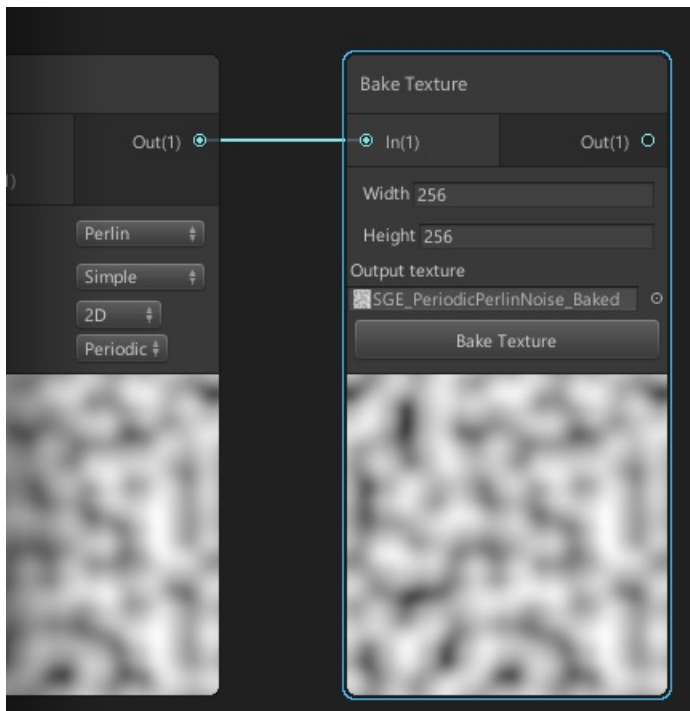 Out(1)
1)
Perlin
Simple
2D
Periodic
Bake Texture
In(1)
Out(1)
Width 256
Height 256
Output texture
SGE_PeriodicPerlinNoise_Baked
Bake Texture